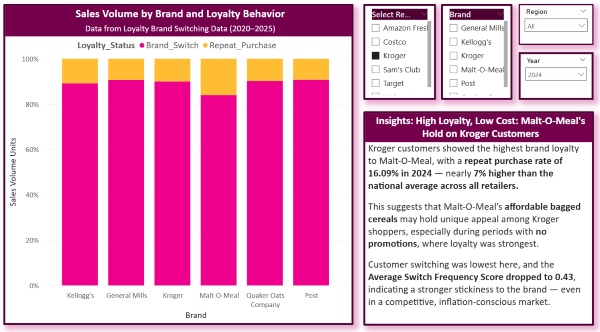 Sales Volume by Brand and Loyalty Behavior
Data from Loyalty Brand Switching Data (2020–2025)
Loyalty_Status Brand_Switch Repeat_Purchase
100%
80%
60%
40%
20%
0%
Sales Volume Units
Kellogg's
General Mills
Kroger
Malt-O-Meal
Quaker Oats
Company
Post
Brand
Select Re...
Amazon Fresh
Costco
Kroger
Sam's Club
Target
Brand
General Mills
Kellogg's
Kroger
Malt-O-Meal
Post
Region
All
Year
2024
Insights: High Loyalty, Low Cost: Malt-O-Meal's
Hold on Kroger Customers
Kroger customers showed the highest brand loyalty
to Malt-O-Meal, with a repeat purchase rate of
16.09% in 2024 — nearly 7% higher than the
national average across all retailers.
This suggests that Malt-O-Meal's affordable bagged
cereals may hold unique appeal among Kroger
shoppers, especially during periods with no
promotions, where loyalty was strongest.
Customer switching was lowest here, and the
Average Switch Frequency Score dropped to 0.43,
indicating a stronger stickiness to the brand — even
in a competitive, inflation-conscious market.